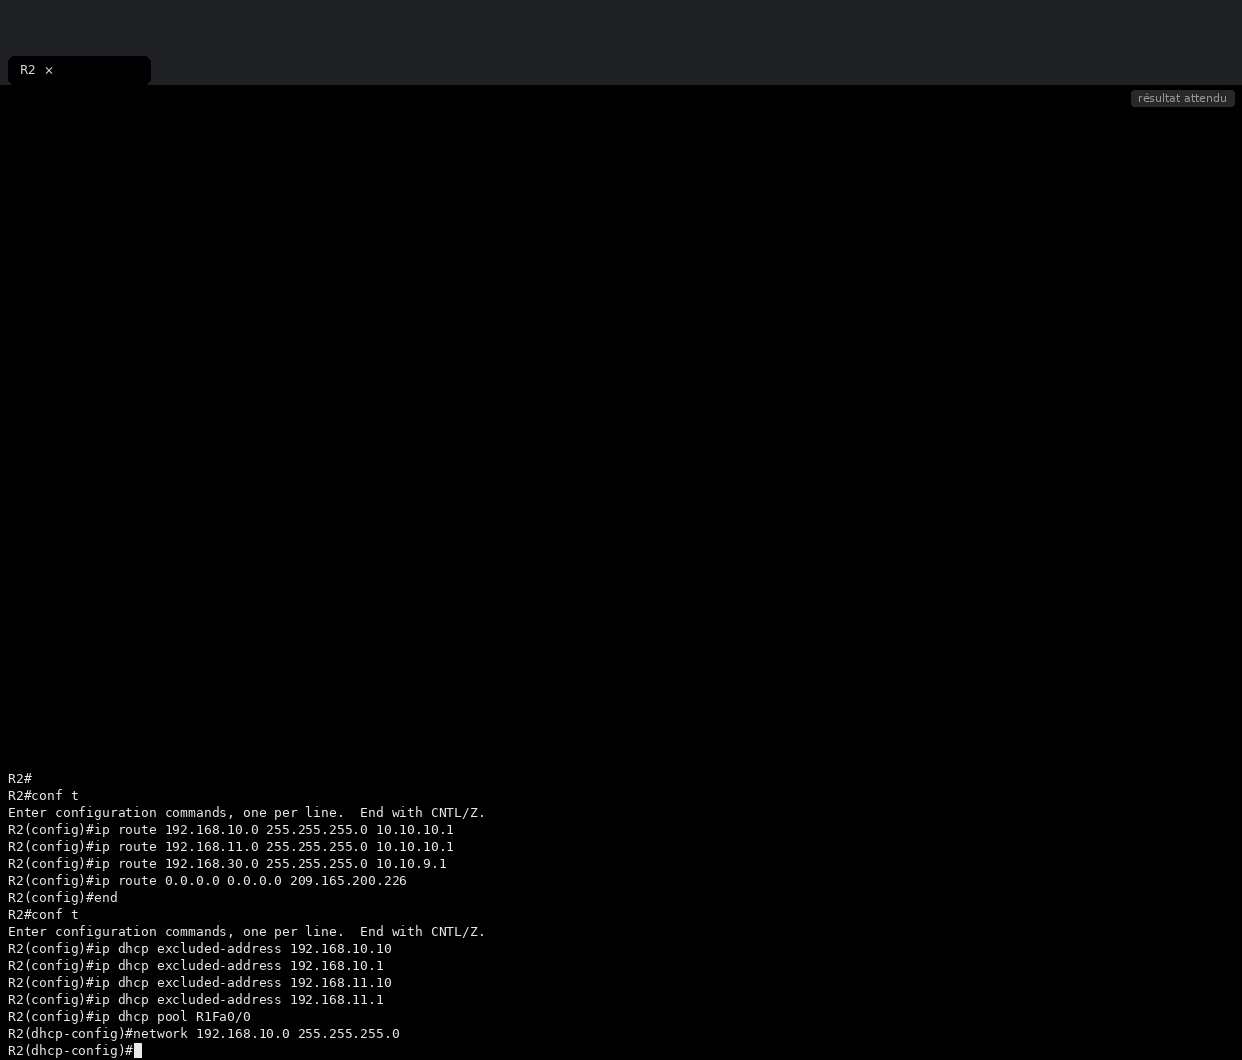 R2 ×
résultat attendu
R2#
R2#conf t
Enter configuration commands, one per line.  End with CNTL/Z.
R2(config)#ip route 192.168.10.0 255.255.255.0 10.10.10.1
R2(config)#ip route 192.168.11.0 255.255.255.0 10.10.10.1
R2(config)#ip route 192.168.30.0 255.255.255.0 10.10.9.1
R2(config)#ip route 0.0.0.0 0.0.0.0 209.165.200.226
R2(config)#end
R2#conf t
Enter configuration commands, one per line.  End with CNTL/Z.
R2(config)#ip dhcp excluded-address 192.168.10.10
R2(config)#ip dhcp excluded-address 192.168.10.1
R2(config)#ip dhcp excluded-address 192.168.11.10
R2(config)#ip dhcp excluded-address 192.168.11.1
R2(config)#ip dhcp pool R1Fa0/0
R2(dhcp-config)#network 192.168.10.0 255.255.255.0
R2(dhcp-config)#